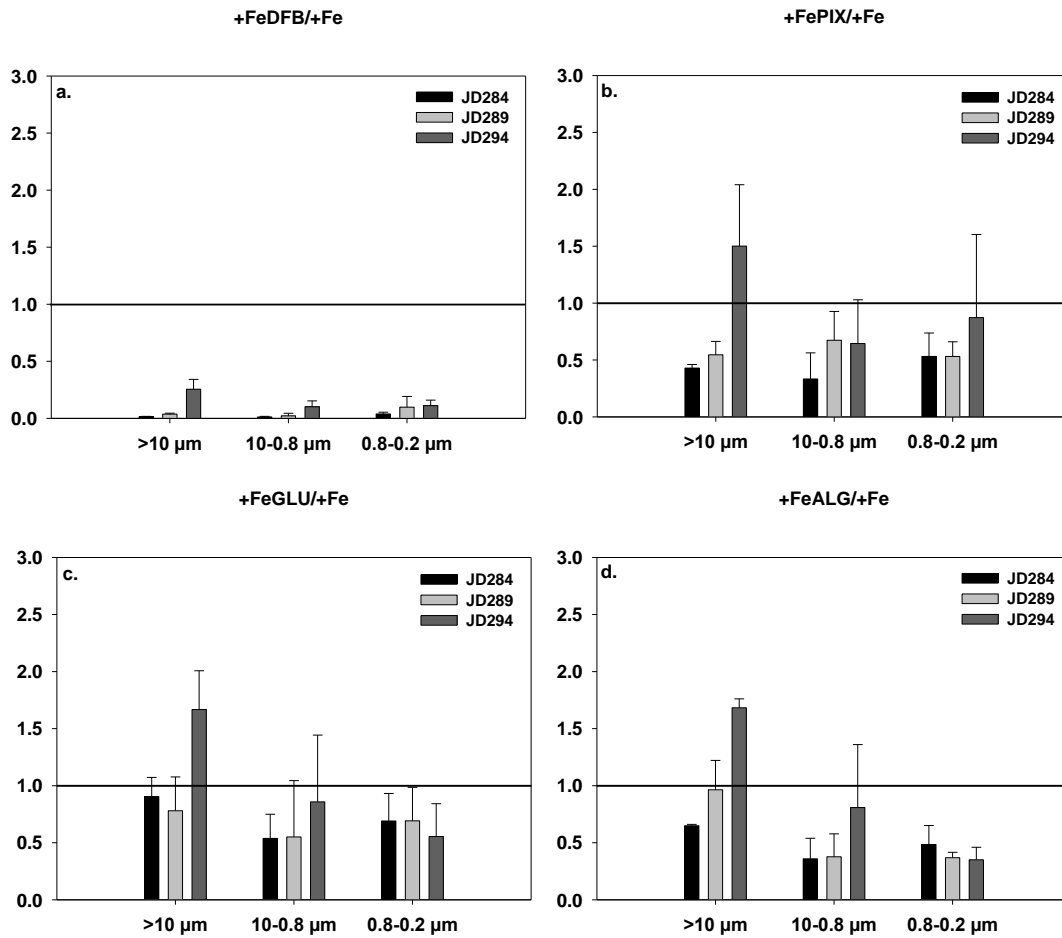 +FeDFB/+Fe
a.
JD284
JD289
JD294
3.0
2.5
2.0
1.5
1.0
0.5
0.0
>10 µm
10-0.8 µm
0.8-0.2 µm
+FePIX/+Fe
b.
JD284
JD289
JD294
3.0
2.5
2.0
1.5
1.0
0.5
0.0
>10 µm
10-0.8 µm
0.8-0.2 µm
+FeGLU/+Fe
c.
JD284
JD289
JD294
3.0
2.5
2.0
1.5
1.0
0.5
0.0
>10 µm
10-0.8 µm
0.8-0.2 µm
+FeALG/+Fe
d.
JD284
JD289
JD294
3.0
2.5
2.0
1.5
1.0
0.5
0.0
>10 µm
10-0.8 µm
0.8-0.2 µm